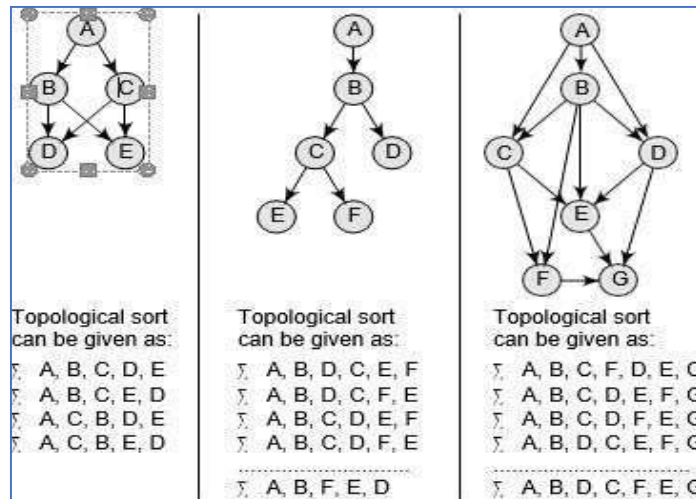 A
B C
D E
Topological sort
can be given as:
∑ A, B, C, D, E
∑ A, B, C, E, D
∑ A, C, B, D, E
∑ A, C, B, E, D
A
B
C D
E F
Topological sort
can be given as:
∑ A, B, D, C, E, F
∑ A, B, D, C, F, E
∑ A, B, C, D, E, F
∑ A, B, C, D, F, E
∑ A, B, F, E, D
A
B
C D
E
F G
Topological sort
can be given as:
∑ A, B, C, F, D, E, G
∑ A, B, C, D, E, F, G
∑ A, B, C, D, F, E, G
∑ A, B, D, C, E, F, G
∑ A, B, D, C, F, E, G